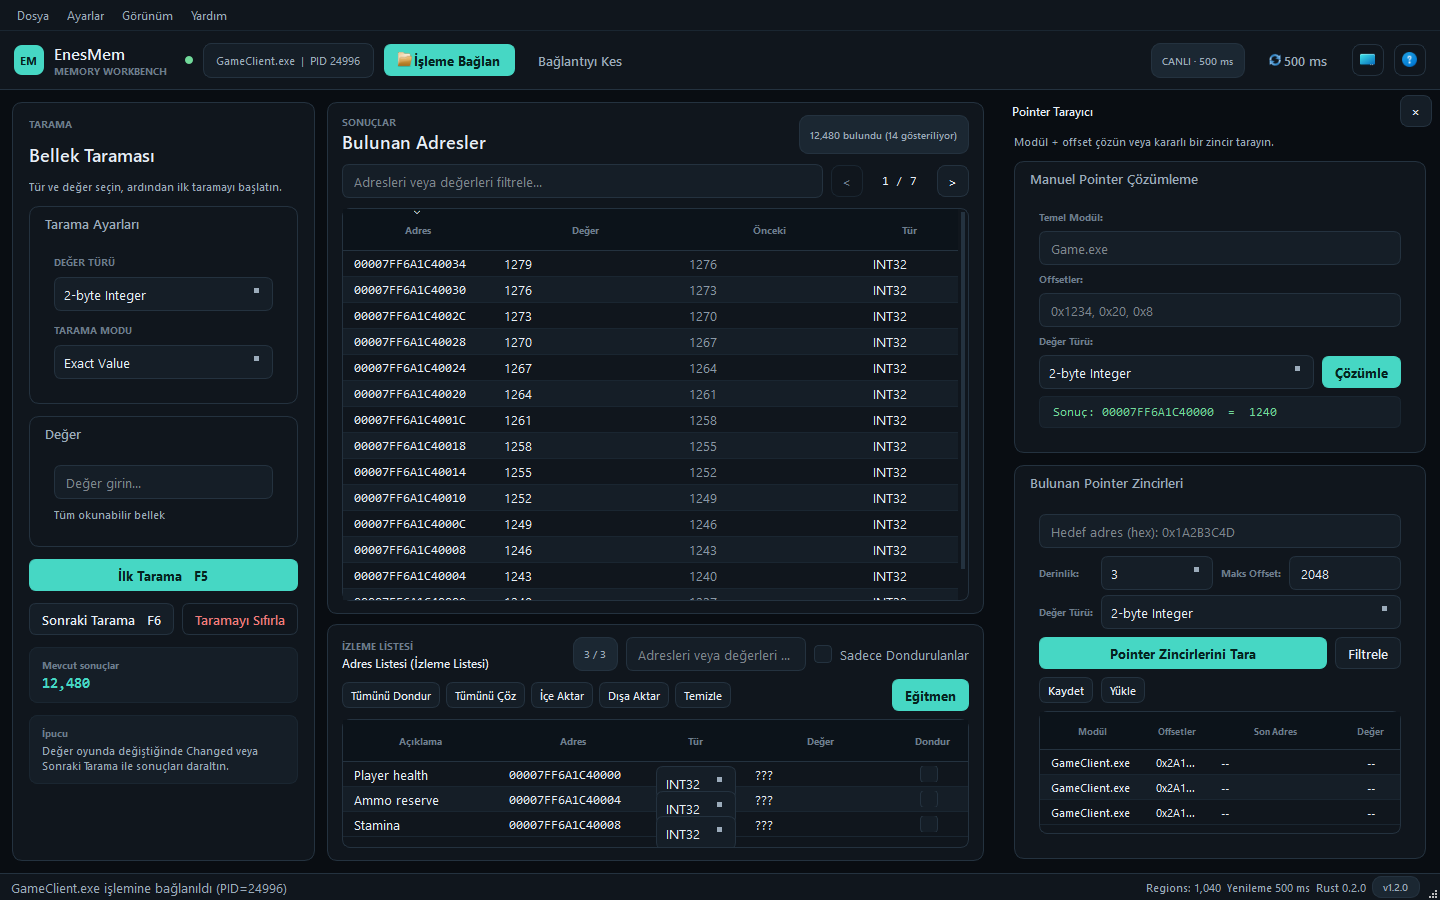 Dosya Ayarlar Görünüm Yardım
EM EnesMem
MEMORY WORKBENCH
GameClient.exe | PID 24996
İşleme Bağlan
Bağlantıyı Kes
CANLI · 500 ms
500 ms
TARAMA
Bellek Taraması
Tür ve değer seçin, ardından ilk taramayı başlatın.
Tarama Ayarları
DEĞER TÜRÜ
2-byte Integer
TARAMA MODU
Exact Value
Değer
Değer girin...
Tüm okunabilir bellek
İlk Tarama F5
Sonraki Tarama F6
Taramayı Sıfırla
Mevcut sonuçlar
12,480
İpucu
Değer oyunda değiştiğinde Changed veya
Sonraki Tarama ile sonuçları daraltın.
SONUÇLAR
Bulunan Adresler
12,480 bulundu (14 gösteriliyor)
Adresleri veya değerleri filtrele...
< 1 / 7 >
Adres Değer Önceki Tür
00007FF6A1C40034 1279 1276 INT32
00007FF6A1C40030 1276 1273 INT32
00007FF6A1C4002C 1273 1270 INT32
00007FF6A1C40028 1270 1267 INT32
00007FF6A1C40024 1267 1264 INT32
00007FF6A1C40020 1264 1261 INT32
00007FF6A1C4001C 1261 1258 INT32
00007FF6A1C40018 1258 1255 INT32
00007FF6A1C40014 1255 1252 INT32
00007FF6A1C40010 1252 1249 INT32
00007FF6A1C4000C 1249 1246 INT32
00007FF6A1C40008 1246 1243 INT32
00007FF6A1C40004 1243 1240 INT32
İZLEME LİSTESİ
Adres Listesi (İzleme Listesi)
3 / 3
Adresleri veya değerleri ...
Sadece Dondurulanlar
Tümünü Dondur Tümünü Çöz İçe Aktar Dışa Aktar Temizle
Eğitmen
Açıklama Adres Tür Değer Dondur
Player health 00007FF6A1C40000 INT32 ???
Ammo reserve 00007FF6A1C40004 INT32 ???
Stamina 00007FF6A1C40008 INT32 ???
Pointer Tarayıcı
×
Modül + offset çözün veya kararlı bir zincir tarayın.
Manuel Pointer Çözümleme
Temel Modül:
Game.exe
Offsetler:
0x1234, 0x20, 0x8
Değer Türü:
2-byte Integer
Çözümle
Sonuç: 00007FF6A1C40000 = 1240
Bulunan Pointer Zincirleri
Hedef adres (hex): 0x1A2B3C4D
Derinlik: 3 Maks Offset: 2048
Değer Türü: 2-byte Integer
Pointer Zincirlerini Tara
Filtrele
Kaydet Yükle
Modül Offsetler Son Adres Değer
GameClient.exe 0x2A1... -- --
GameClient.exe 0x2A1... -- --
GameClient.exe 0x2A1... -- --
GameClient.exe işlemine bağlanıldı (PID=24996)
Regions: 1,040 Yenileme 500 ms Rust 0.2.0 v1.2.0